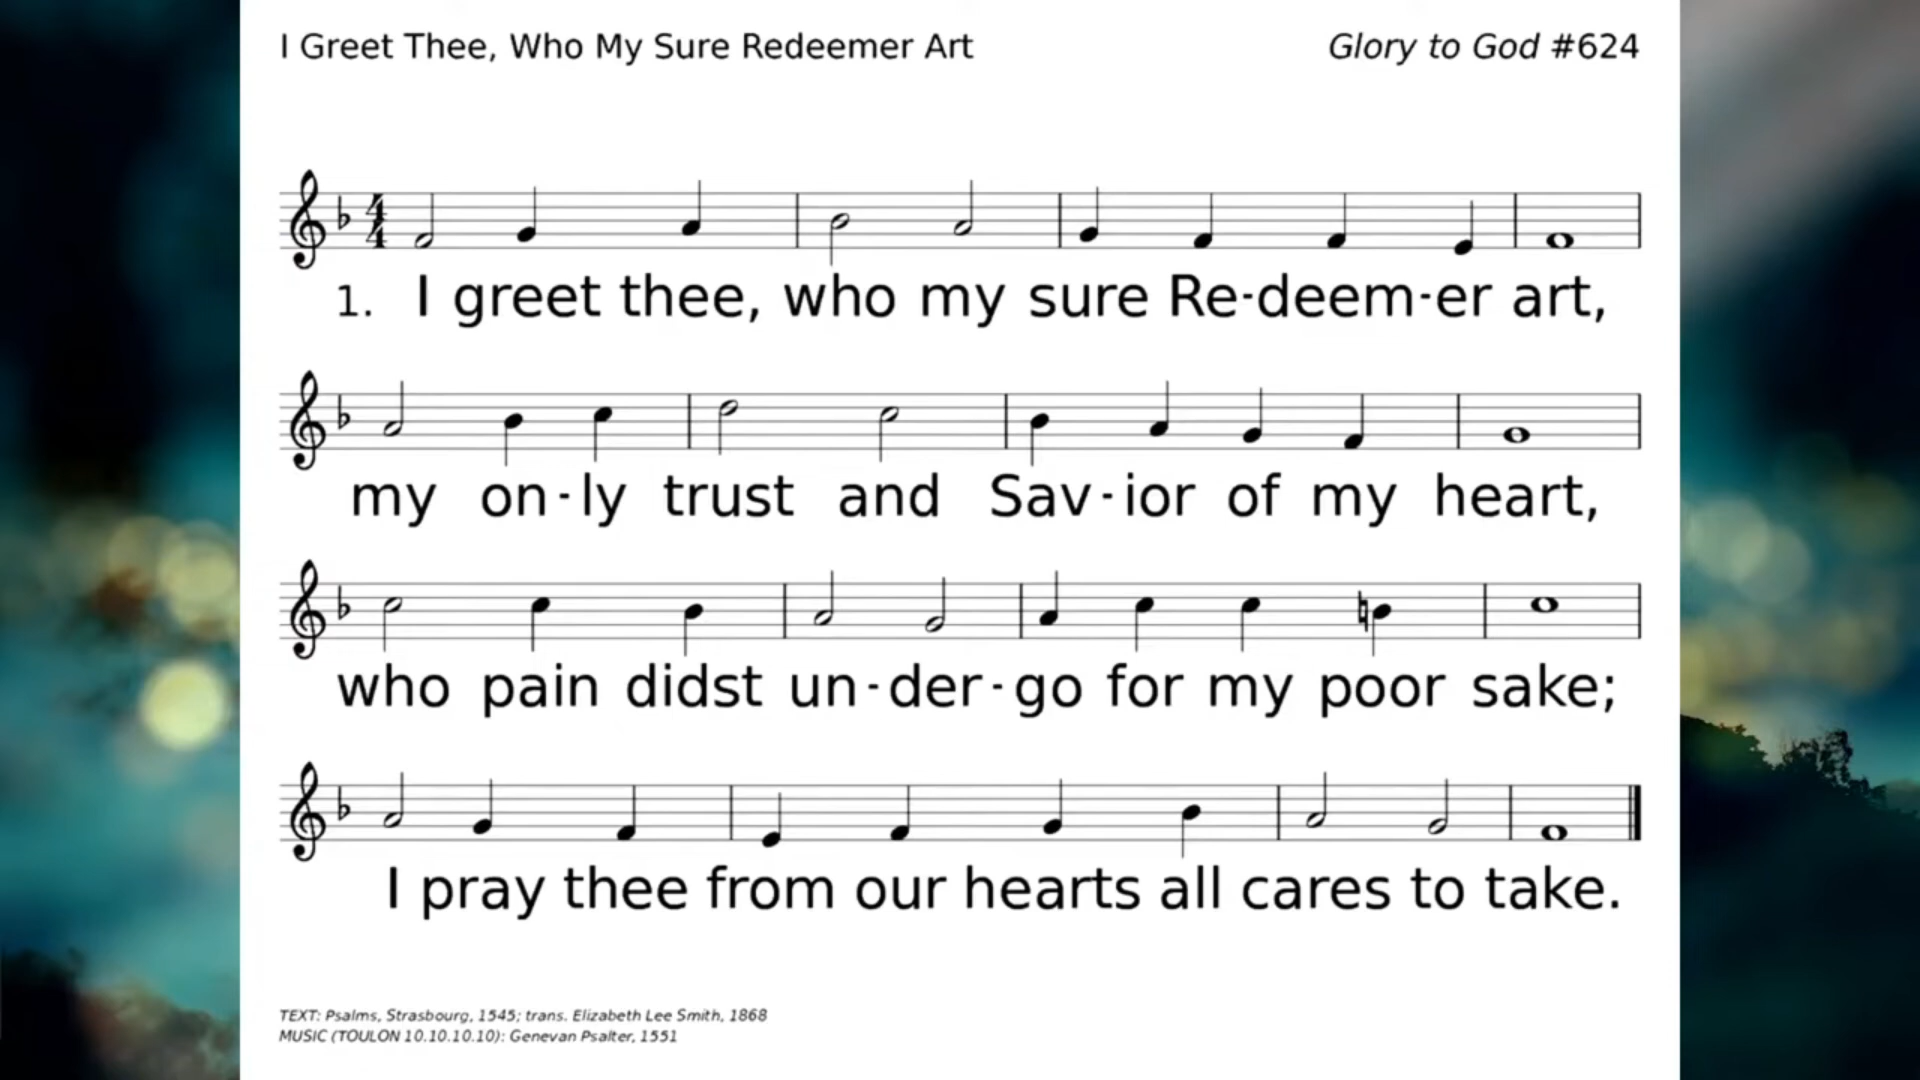 I Greet Thee, Who My Sure Redeemer Art
Glory to God #624
1. I greet thee, who my sure Re-deem-er art,
my on-ly trust and Sav-ior of my heart,
who pain didst un-der-go for my poor sake;
I pray thee from our hearts all cares to take.
TEXT: Psalms, Strasbourg, 1545; trans. Elizabeth Lee Smith, 1868
MUSIC (TOULON 10.10.10.10): Genevan Psalter, 1551